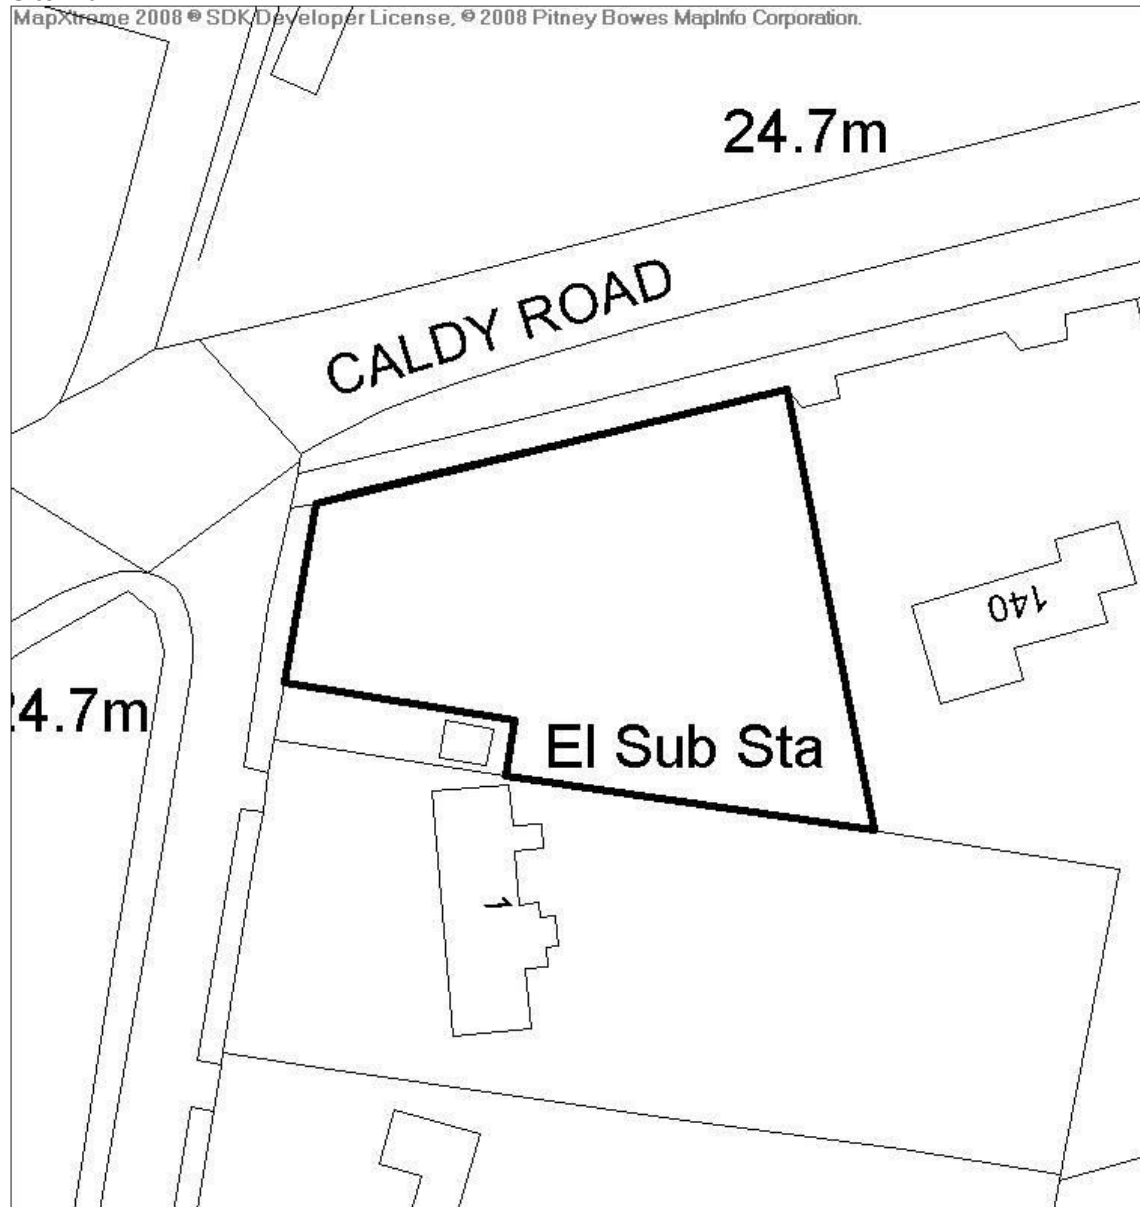 MapXtreme 2008 ® SDK Developer License, © 2008 Pitney Bowes MapInfo Corporation.
24.7m
CALDY ROAD
140
4.7m
El Sub Sta
1